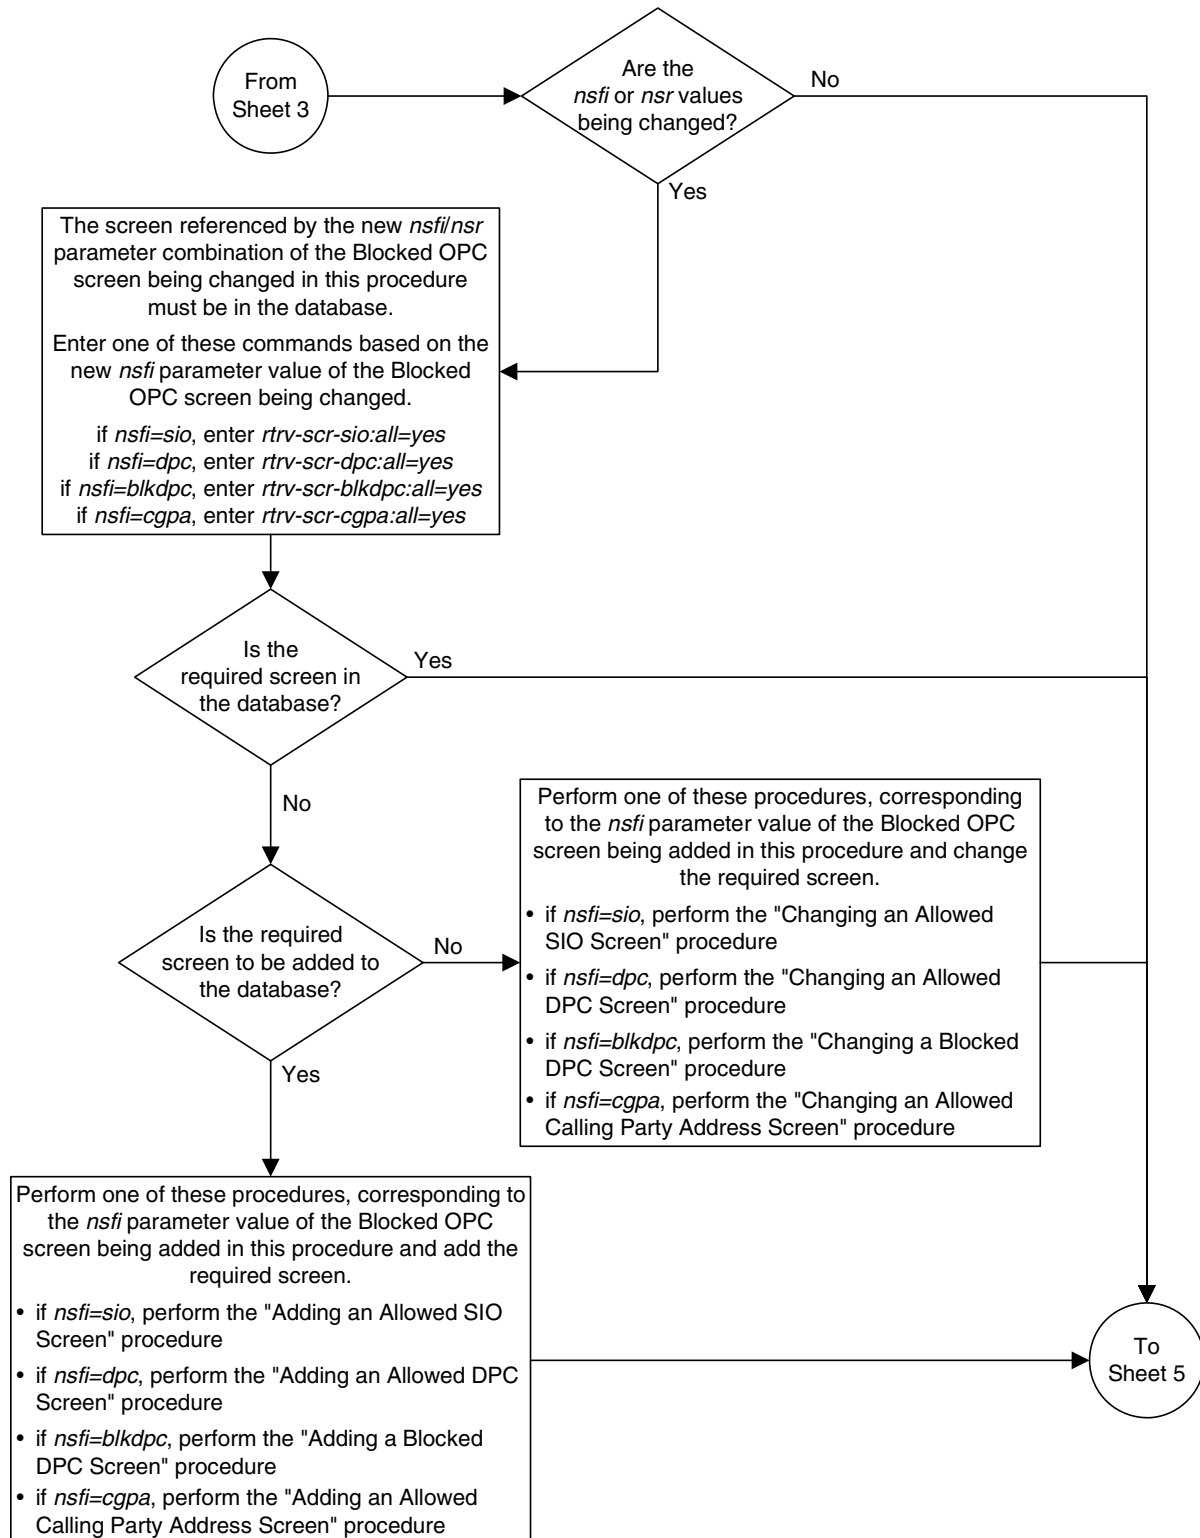 From
Sheet 3
Are the
nsfi or nsr values
being changed?
No
Yes
The screen referenced by the new nsfi/nsr
parameter combination of the Blocked OPC
screen being changed in this procedure
must be in the database.
Enter one of these commands based on the
new nsfi parameter value of the Blocked
OPC screen being changed.
if nsfi=sio, enter rtrv-scr-sio:all=yes
if nsfi=dpc, enter rtrv-scr-dpc:all=yes
if nsfi=blkdpc, enter rtrv-scr-blkdpc:all=yes
if nsfi=cgpa, enter rtrv-scr-cgpa:all=yes
Is the
required screen in
the database?
Yes
No
Is the required
screen to be added to
the database?
No
Yes
Perform one of these procedures, corresponding
to the nsfi parameter value of the Blocked OPC
screen being added in this procedure and change
the required screen.
• if nsfi=sio, perform the "Changing an Allowed
SIO Screen" procedure
• if nsfi=dpc, perform the "Changing an Allowed
DPC Screen" procedure
• if nsfi=blkdpc, perform the "Changing a Blocked
DPC Screen" procedure
• if nsfi=cgpa, perform the "Changing an Allowed
Calling Party Address Screen" procedure
Perform one of these procedures, corresponding to
the nsfi parameter value of the Blocked OPC
screen being added in this procedure and add the
required screen.
• if nsfi=sio, perform the "Adding an Allowed SIO
Screen" procedure
• if nsfi=dpc, perform the "Adding an Allowed DPC
Screen" procedure
• if nsfi=blkdpc, perform the "Adding a Blocked
DPC Screen" procedure
• if nsfi=cgpa, perform the "Adding an Allowed
Calling Party Address Screen" procedure
To
Sheet 5